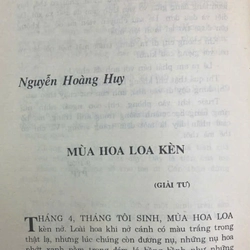 Nguyễn Hoàng Huy
MÙA HOA LOA KÈN
(GIẢI TƯ)
THÁNG 4, THÁNG TÔI SINH, MÙA HOA LOA
kèn nở. Loài hoa khi nở cánh có màu trắng trong
thật lạ, nhưng lúc chúng còn đương nụ, những nụ hoa